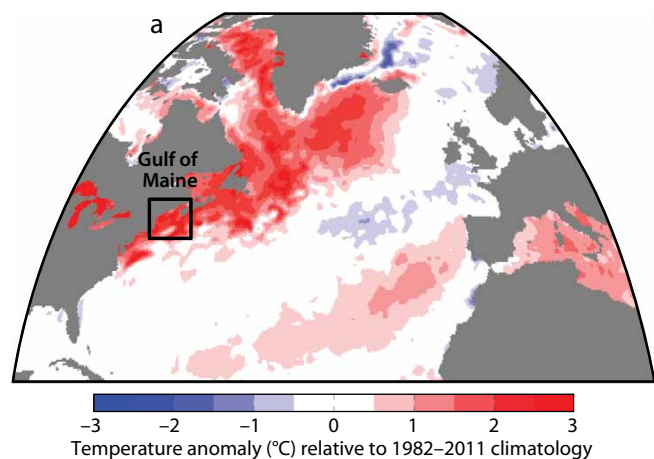 a
Gulf of
Maine
−3 −2 −1 0 1 2 3
Temperature anomaly (°C) relative to 1982–2011 climatology